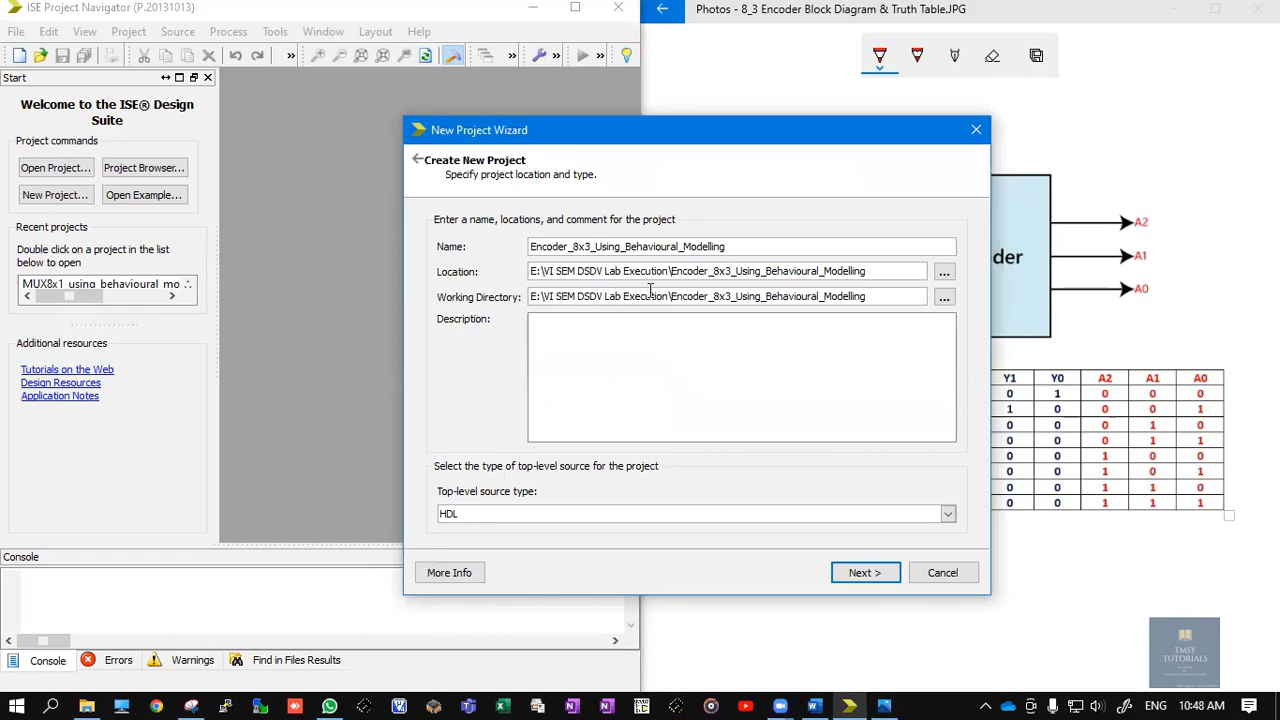 ISE Project Navigator (P.20131013)
File Edit View Project Source Process Tools Window Layout Help
Start
Welcome to the ISE® Design
Suite
Project commands
Open Project... Project Browser...
New Project... Open Example...
Recent projects
Double click on a project in the list
below to open
MUX8x1_using_behavioural_mo
Additional resources
Tutorials on the Web
Design Resources
Application Notes
Console
Console Errors Warnings Find in Files Results
New Project Wizard
Create New Project
Specify project location and type.
Enter a name, locations, and comment for the project
Name: Encoder_8x3_Using_Behavioural_Modelling
Location: E:\VI SEM DSDV Lab Execution\Encoder_8x3_Using_Behavioural_Modelling ...
Working Directory: E:\VI SEM DSDV Lab Execution\Encoder_8x3_Using_Behavioural_Modelling ...
Description:
Select the type of top-level source for the project
Top-level source type:
HDL
More Info Next > Cancel
Photos - 8_3 Encoder Block Diagram & Truth Table.JPG
A2
der A1
A0
Y1 Y0 A2 A1 A0
0 1 0 0 0
1 0 0 0 1
0 0 0 1 0
0 0 0 1 1
0 0 1 0 0
0 0 1 0 1
0 0 1 1 0
0 0 1 1 1
TMSY
TUTORIALS
ENG 10:48 AM